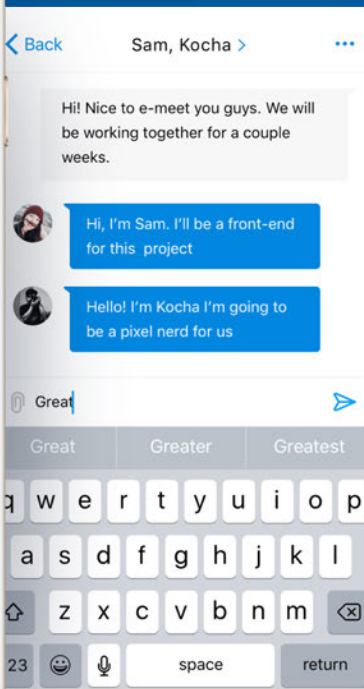 Back
Sam, Kocha >
Hi! Nice to e-meet you guys. We will
be working together for a couple
weeks.
Hi, I'm Sam. I'll be a front-end
for this project
Hello! I'm Kocha I'm going to
be a pixel nerd for us
Great
Great Greater Greatest
q w e r t y u i o p
a s d f g h j k l
z x c v b n m
23 space return